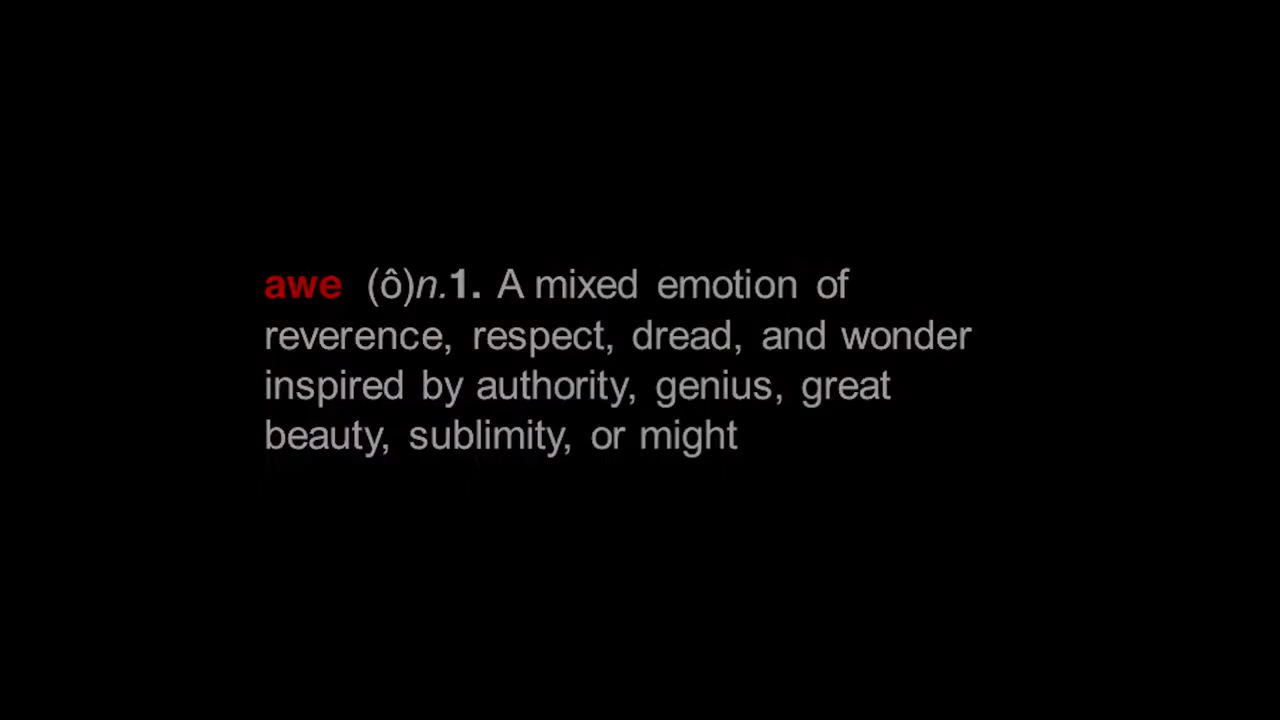 awe (ô)n.1. A mixed emotion of
reverence, respect, dread, and wonder
inspired by authority, genius, great
beauty, sublimity, or might